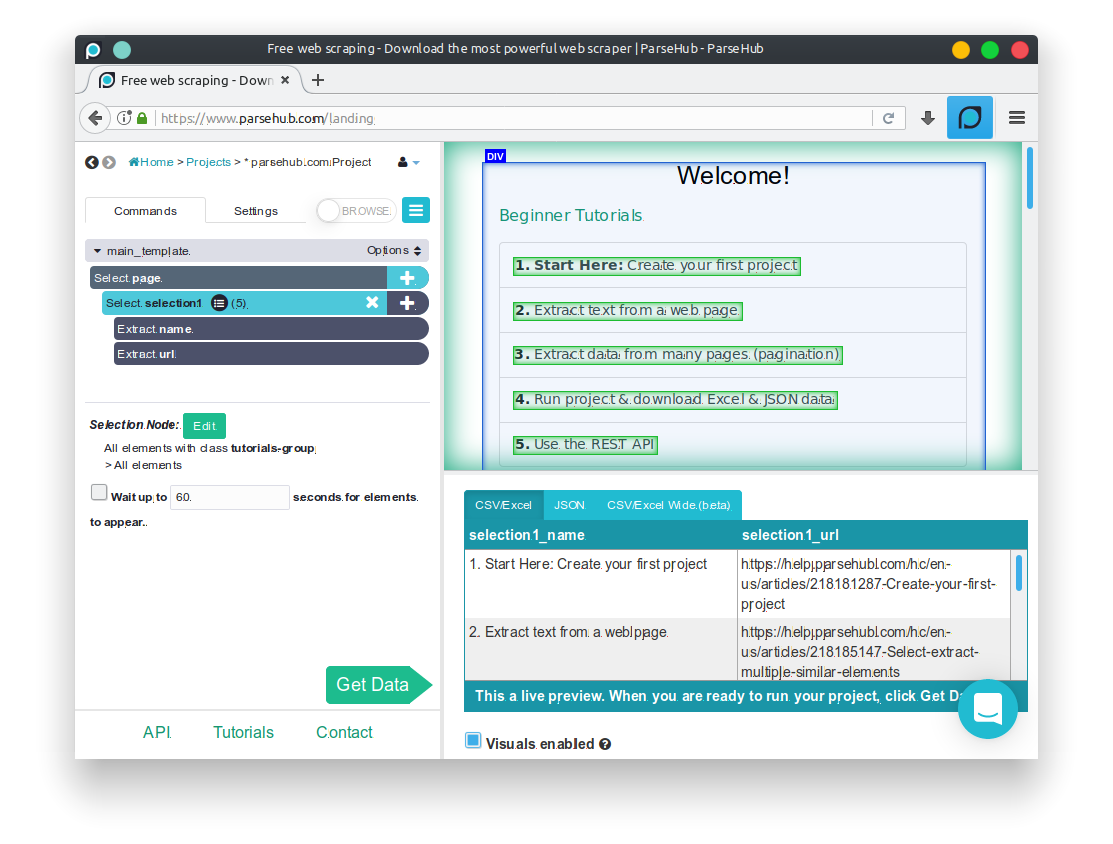 Free web scraping - Download the most powerful web scraper | ParseHub - ParseHub
Free web scraping - Down
https://www.parsehub.com/landing
Home > Projects > * parsehub.com Project
Commands
Settings
BROWSE
main_template
Options
Select page
Select selection1 (5)
Extract name
Extract url
Selection Node: Edit
All elements with class tutorials-group
> All elements
Wait up to 60 seconds for elements
to appear.
Get Data
API
Tutorials
Contact
DIV
Welcome!
Beginner Tutorials
1. Start Here: Create your first project
2. Extract text from a web page
3. Extract data from many pages (pagination)
4. Run project & download Excel & JSON data
5. Use the REST API
CSV/Excel
JSON
CSV/Excel Wide (beta)
selection1_name
selection1_url
1. Start Here: Create your first project
https://help.parsehub.com/hc/en-
us/articles/218181287-Create-your-first-
project
2. Extract text from a web page
https://help.parsehub.com/hc/en-
us/articles/218185147-Select-extract-
multiple-similar-elements
This a live preview. When you are ready to run your project, click Get D
Visuals enabled